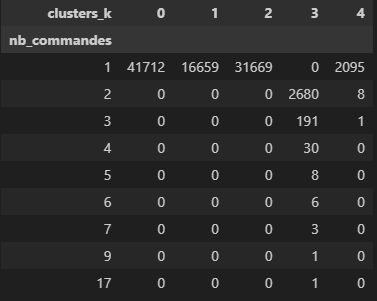 clusters_k 0 1 2 3 4
nb_commandes
1 41712 16659 31669 0 2095
2 0 0 0 2680 8
3 0 0 0 191 1
4 0 0 0 30 0
5 0 0 0 8 0
6 0 0 0 6 0
7 0 0 0 3 0
9 0 0 0 1 0
17 0 0 0 1 0